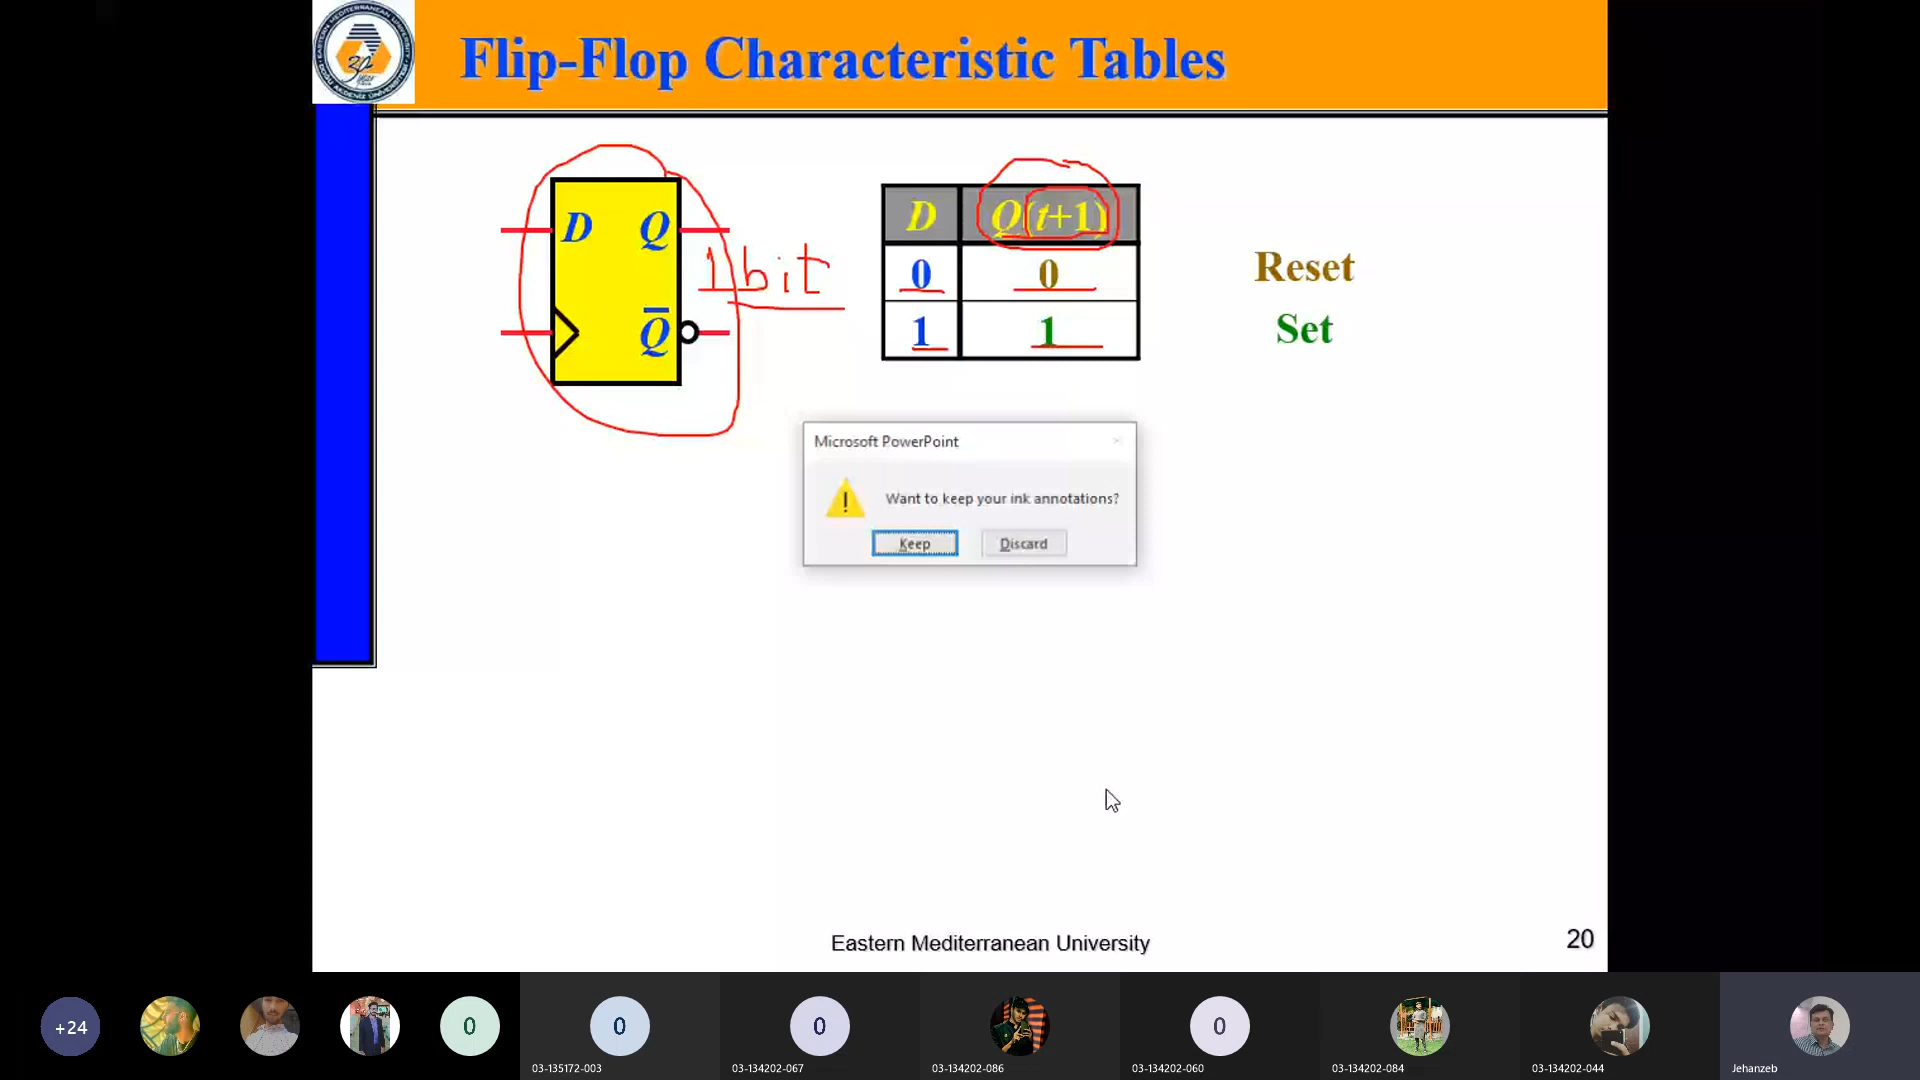 Flip-Flop Characteristic Tables
D Q
Q̅
1 bit
D Q(t+1)
0 0 Reset
1 1 Set
Microsoft PowerPoint
Want to keep your ink annotations?
Keep Discard
Eastern Mediterranean University
20
+24
0
0
0
0
03-135172-003
03-134202-067
03-134202-086
03-134202-060
03-134202-084
03-134202-044
Jehanzeb